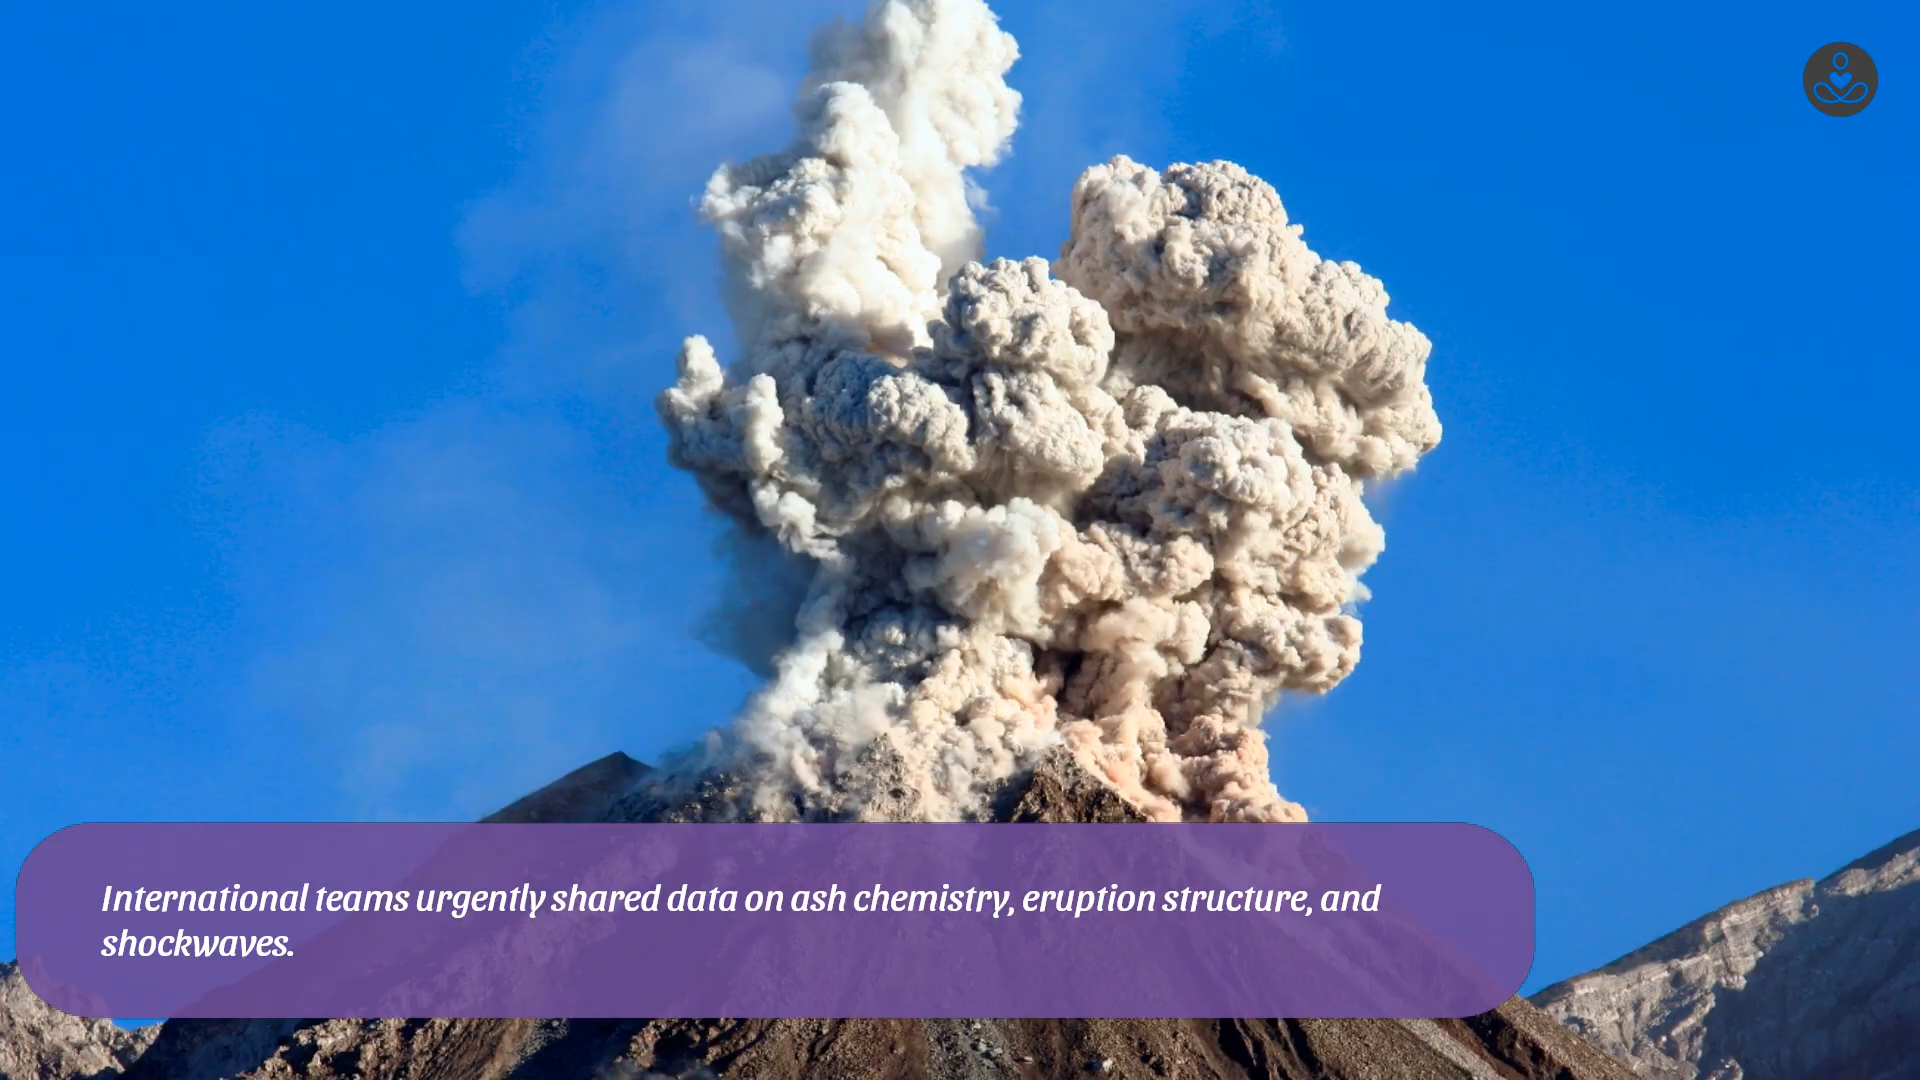 International teams urgently shared data on ash chemistry, eruption structure, and
shockwaves.